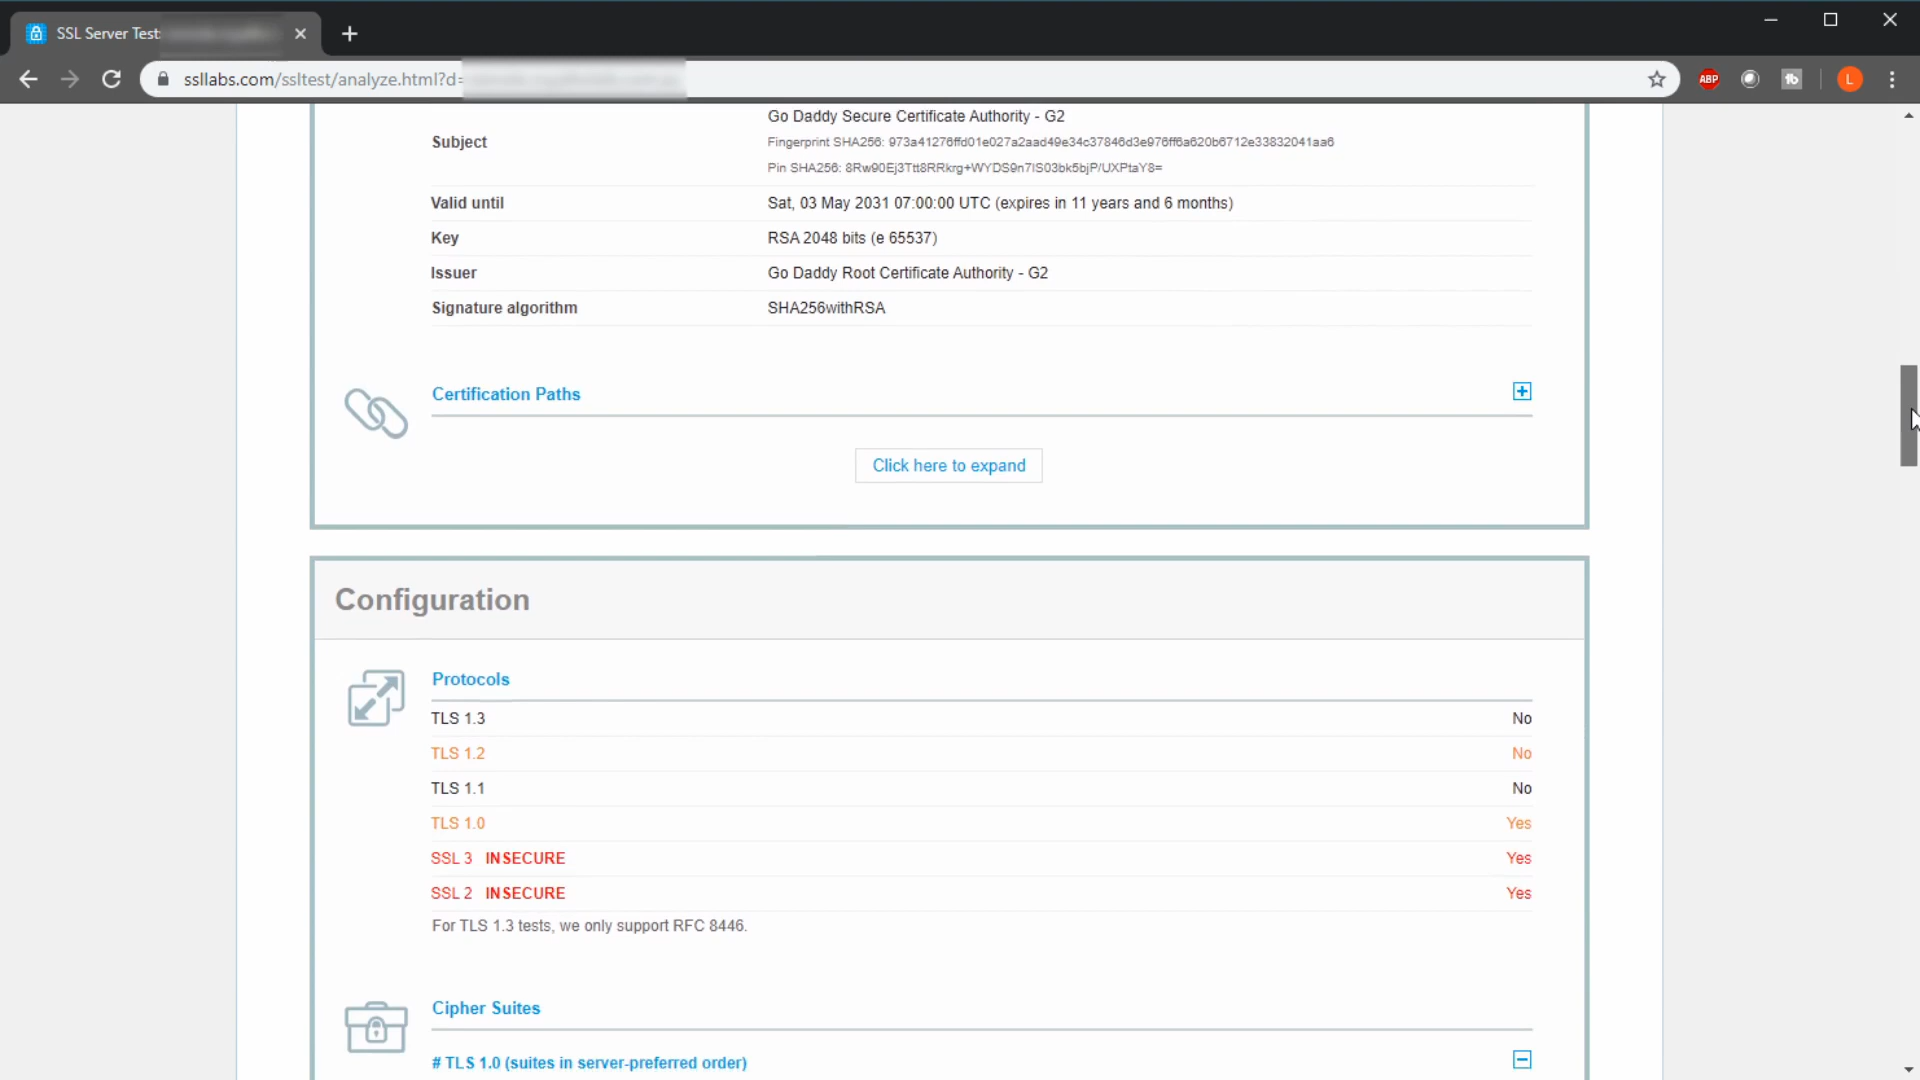 SSL Server Test:
ssllabs.com/ssltest/analyze.html?d=
ABP
L
Go Daddy Secure Certificate Authority - G2
Subject
Fingerprint SHA256: 973a41276ffd01e027a2aad49e34c37846d3e976ff6a620b6712e33832041aa6
Pin SHA256: 8Rw90Ej3Ttt8RRkrg+WYDS9n7IS03bk5bjP/UXPtaY8=
Valid until
Sat, 03 May 2031 07:00:00 UTC (expires in 11 years and 6 months)
Key
RSA 2048 bits (e 65537)
Issuer
Go Daddy Root Certificate Authority - G2
Signature algorithm
SHA256withRSA
Certification Paths
Click here to expand
Configuration
Protocols
TLS 1.3 No
TLS 1.2 No
TLS 1.1 No
TLS 1.0 Yes
SSL 3 INSECURE Yes
SSL 2 INSECURE Yes
For TLS 1.3 tests, we only support RFC 8446.
Cipher Suites
# TLS 1.0 (suites in server-preferred order)